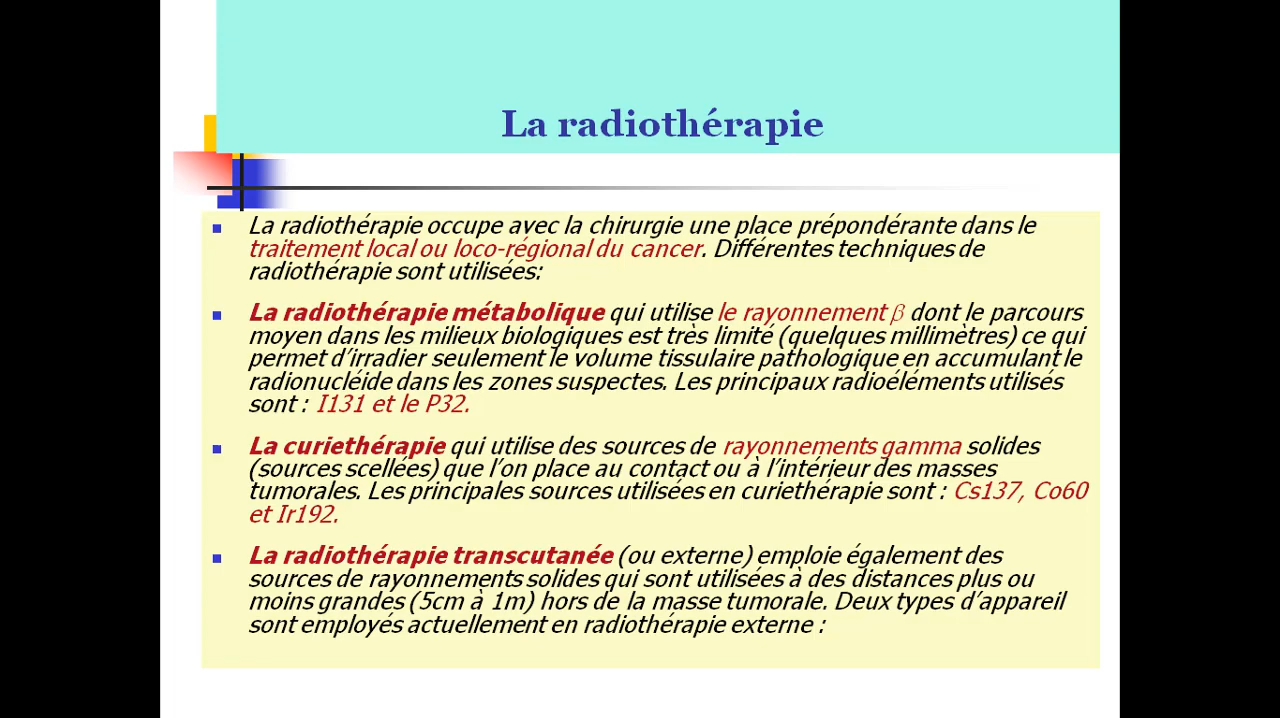 La radiothérapie
La radiothérapie occupe avec la chirurgie une place prépondérante dans le
traitement local ou loco-régional du cancer. Différentes techniques de
radiothérapie sont utilisées:
La radiothérapie métabolique qui utilise le rayonnement β dont le parcours
moyen dans les milieux biologiques est très limité (quelques millimètres) ce qui
permet d’irradier seulement le volume tissulaire pathologique en accumulant le
radionucléide dans les zones suspectes. Les principaux radioéléments utilisés
sont : I131 et le P32.
La curiethérapie qui utilise des sources de rayonnements gamma solides
(sources scellées) que l’on place au contact ou à l’intérieur des masses
tumorales. Les principales sources utilisées en curiethérapie sont : Cs137, Co60
et Ir192.
La radiothérapie transcutanée (ou externe) emploie également des
sources de rayonnements solides qui sont utilisées à des distances plus ou
moins grandes (5cm à 1m) hors de la masse tumorale. Deux types d’appareil
sont employés actuellement en radiothérapie externe :